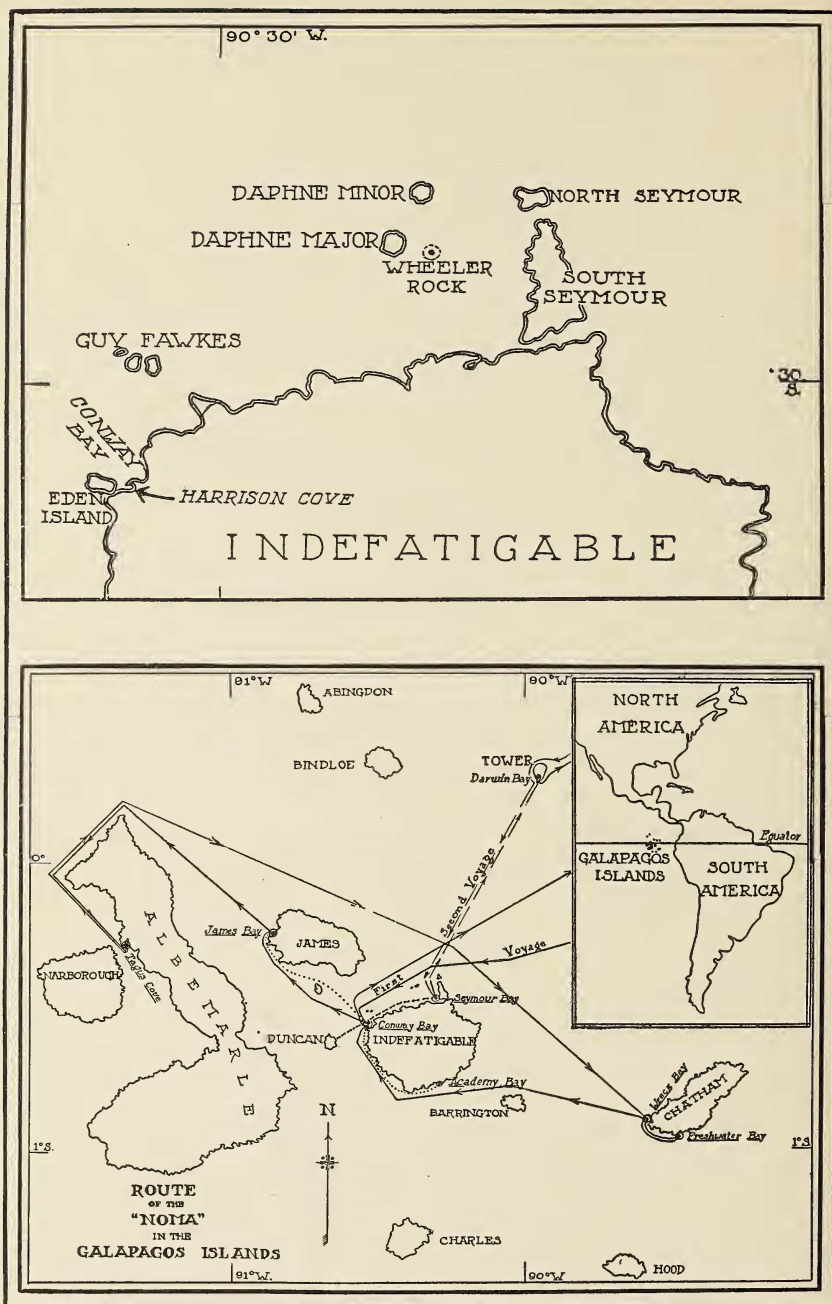 90° 30' W.
DAPHNE MINOR
NORTH SEYMOUR
DAPHNE MAJOR
WHEELER
ROCK
SOUTH
SEYMOUR
GUY FAWKES
° 30.
S.
CONWAY
BAY
EDEN
ISLAND
HARRISON COVE
INDEFATIGABLE
91°W
90°W
ABINGDON
BINDLOE
TOWER
Darwin Bay
NORTH
AMERICA
Equator
GALAPAGOS
ISLANDS
SOUTH
AMERICA
0°
Second Voyage
ALBEMARLE
James Bay
JAMES
Voyage
First
Tagus Cove
NARBOROUGH
Seymour Bay
Conway Bay
DUNCAN
INDEFATIGABLE
Academy Bay
BARRINGTON
Wreck Bay
CHATHAM
Freshwater Bay
N
1°S.
1°S.
ROUTE
OF THE
"NOMA"
IN THE
GALAPAGOS ISLANDS
CHARLES
HOOD
91°W.
90°W